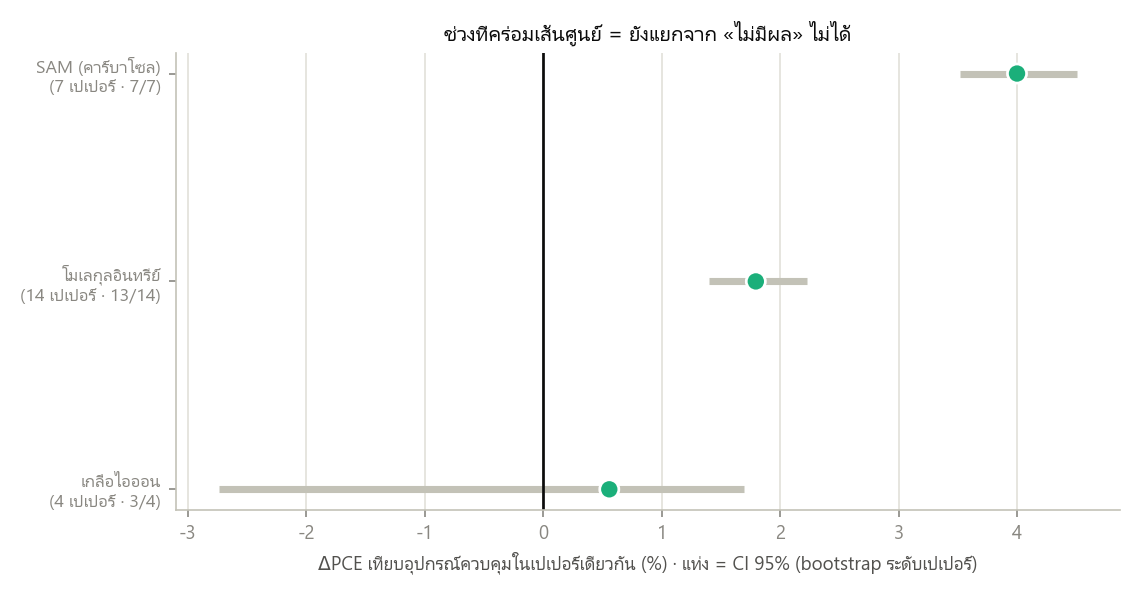 ช่วงที่คร่อมเส้นศูนย์ = ยังแยกจาก «ไม่มีผล» ไม่ได้
SAM (คาร์บาโซล)
(7 เปเปอร์ · 7/7)
โมเลกุลอินทรีย์
(14 เปเปอร์ · 13/14)
เกลือไอออน
(4 เปเปอร์ · 3/4)
-3 -2 -1 0 1 2 3 4
ΔPCE เทียบอุปกรณ์ควบคุมในเปเปอร์เดียวกัน (%) · แท่ง = CI 95% (bootstrap ระดับเปเปอร์)